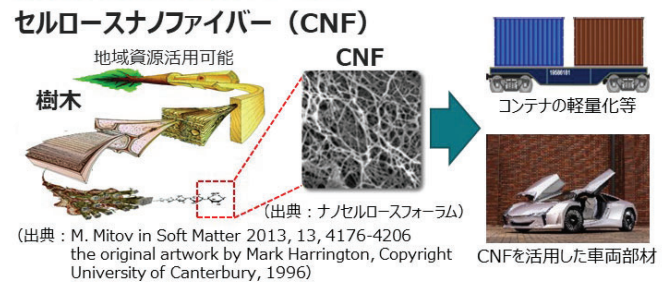 セルロースナノファイバー（CNF）
地域資源活用可能
樹木
CNF
（出典：ナノセルロースフォーラム）
（出典：M. Mitov in Soft Matter 2013, 13, 4176-4206
the original artwork by Mark Harrington, Copyright
University of Canterbury, 1996）
19508101
コンテナの軽量化等
CNFを活用した車両部材